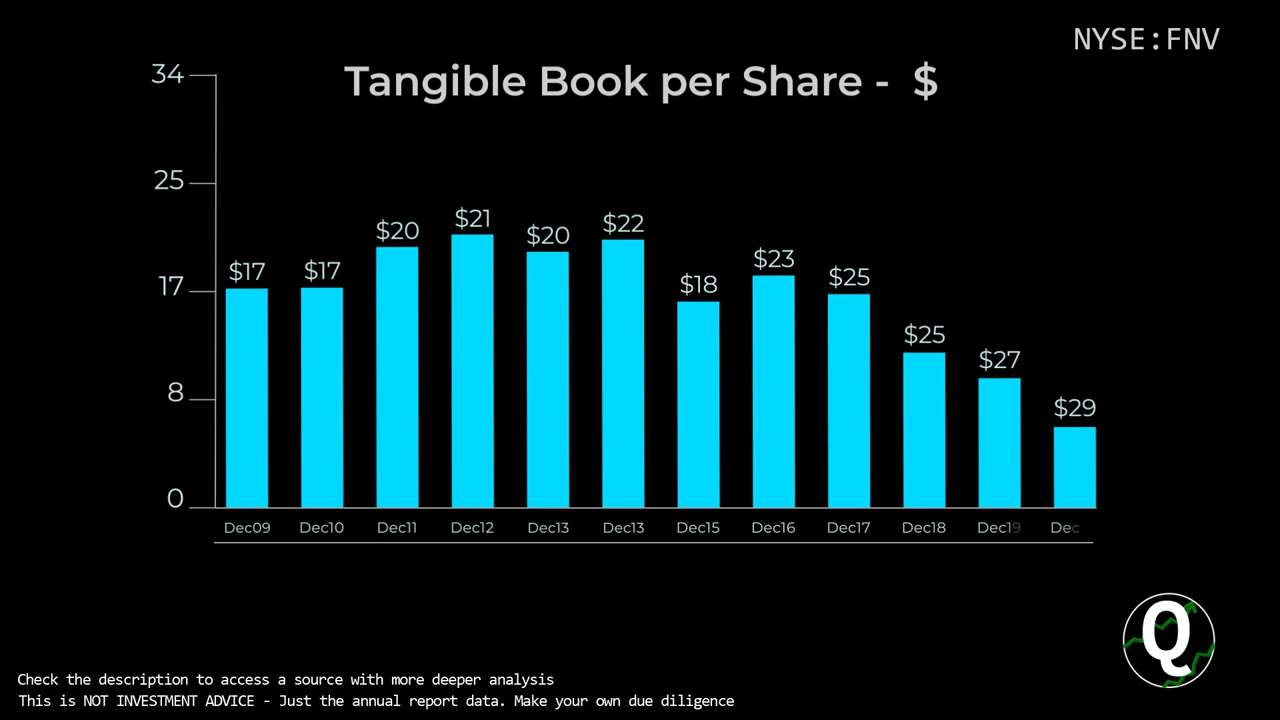 NYSE:FNV
Tangible Book per Share - $
34
25
17
8
0
$17
$17
$20
$21
$20
$22
$18
$23
$25
$25
$27
$29
Dec09 Dec10 Dec11 Dec12 Dec13 Dec13 Dec15 Dec16 Dec17 Dec18 Dec19 Dec
Q
Check the description to access a source with more deeper analysis
This is NOT INVESTMENT ADVICE - Just the annual report data. Make your own due diligence